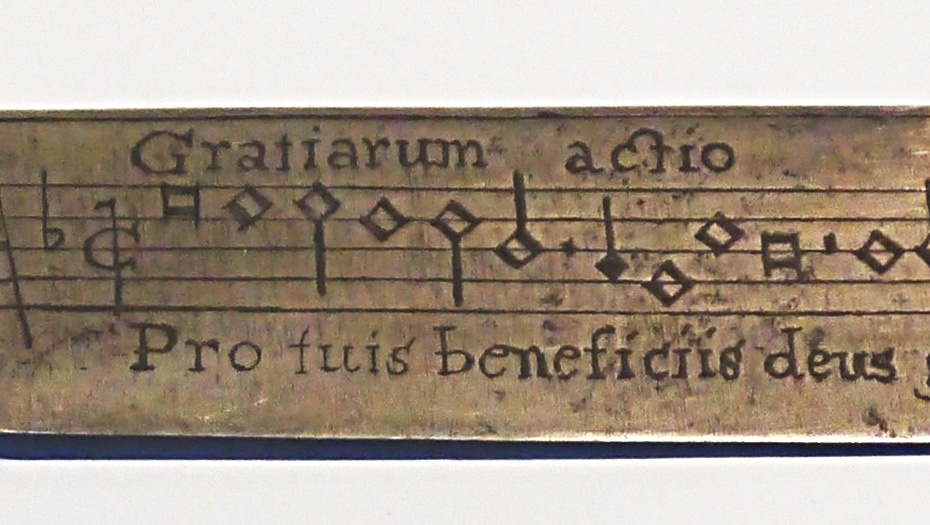 Gratiarum actio
Pro tuis beneficiis deus